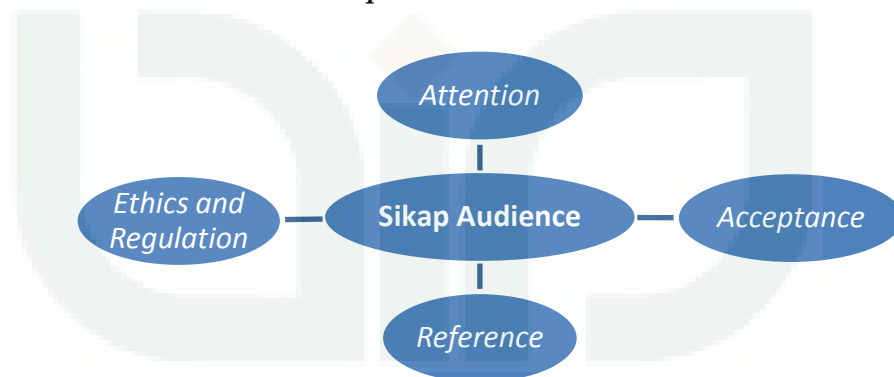 Attention
Ethics and
Regulation
Sikap Audience
Acceptance
Reference